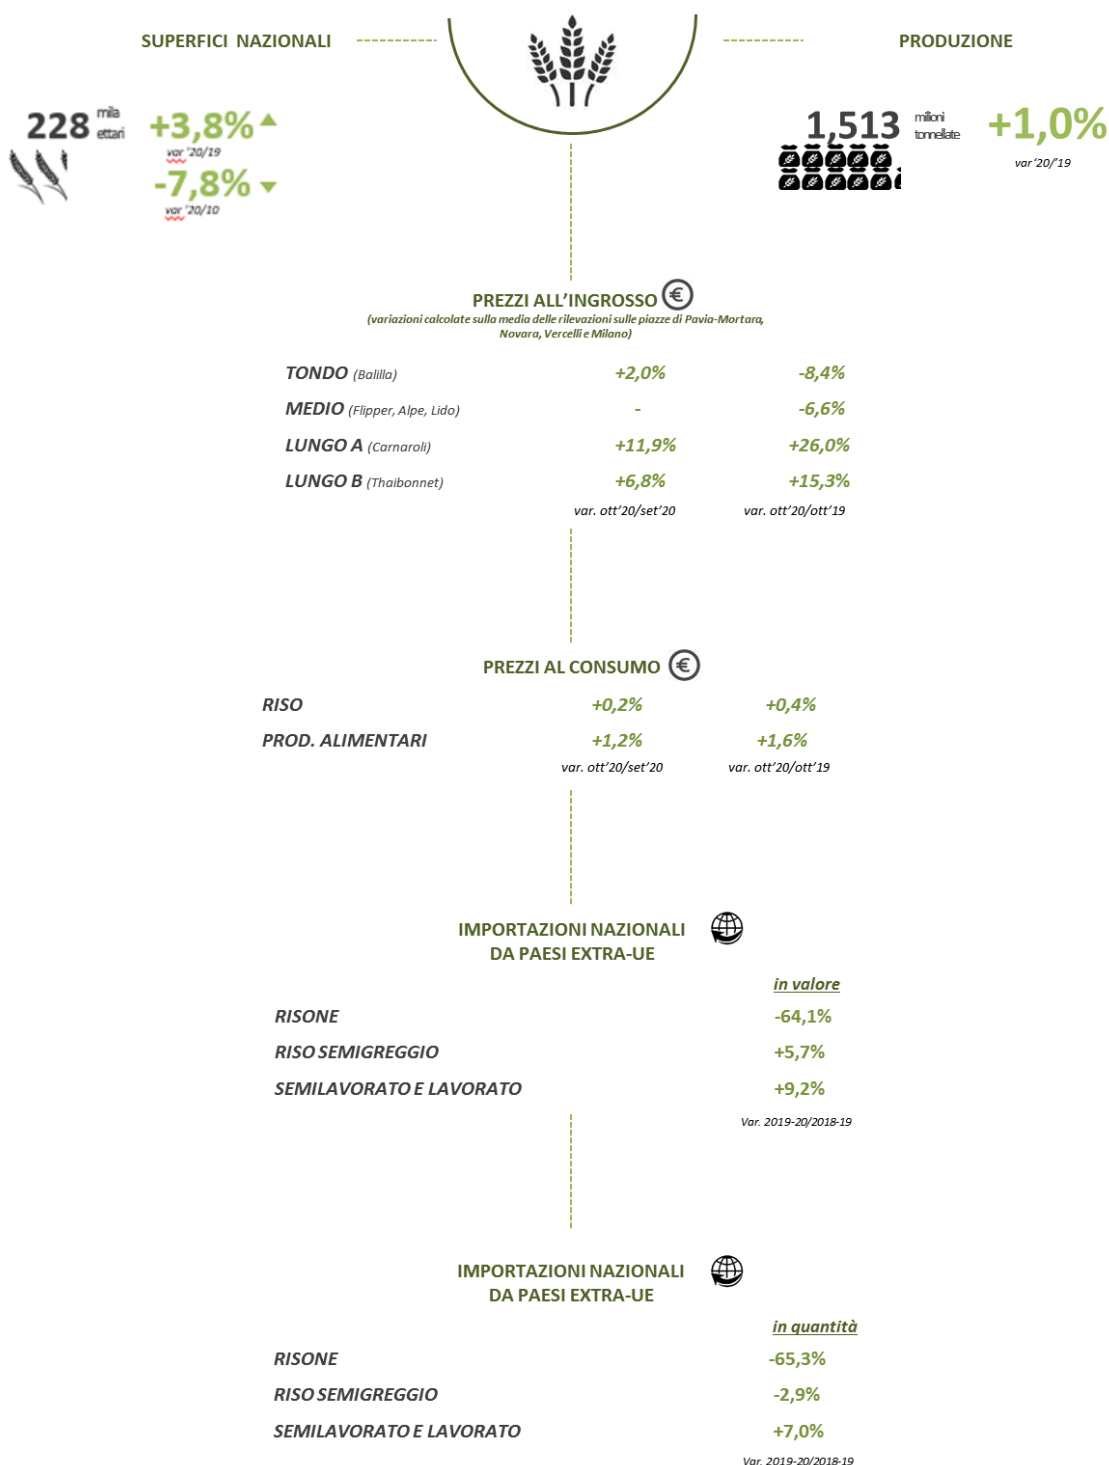 SUPERFICI NAZIONALI
PRODUZIONE
228 mila ettari +3,8%
var '20/19
-7,8%
var '20/10
1,513 milioni tonnellate +1,0%
var '20/'19
PREZZI ALL'INGROSSO €
(variazioni calcolate sulla media delle rilevazioni sulle piazze di Pavia-Mortara,
Novara, Vercelli e Milano)
TONDO (Balilla) +2,0% -8,4%
MEDIO (Flipper, Alpe, Lido) - -6,6%
LUNGO A (Carnaroli) +11,9% +26,0%
LUNGO B (Thaibonnet) +6,8% +15,3%
var. ott'20/set'20 var. ott'20/ott'19
PREZZI AL CONSUMO €
RISO +0,2% +0,4%
PROD. ALIMENTARI +1,2% +1,6%
var. ott'20/set'20 var. ott'20/ott'19
IMPORTAZIONI NAZIONALI
DA PAESI EXTRA-UE
in valore
RISONE -64,1%
RISO SEMIGREGGIO +5,7%
SEMILAVORATO E LAVORATO +9,2%
Var. 2019-20/2018-19
IMPORTAZIONI NAZIONALI
DA PAESI EXTRA-UE
in quantità
RISONE -65,3%
RISO SEMIGREGGIO -2,9%
SEMILAVORATO E LAVORATO +7,0%
Var. 2019-20/2018-19